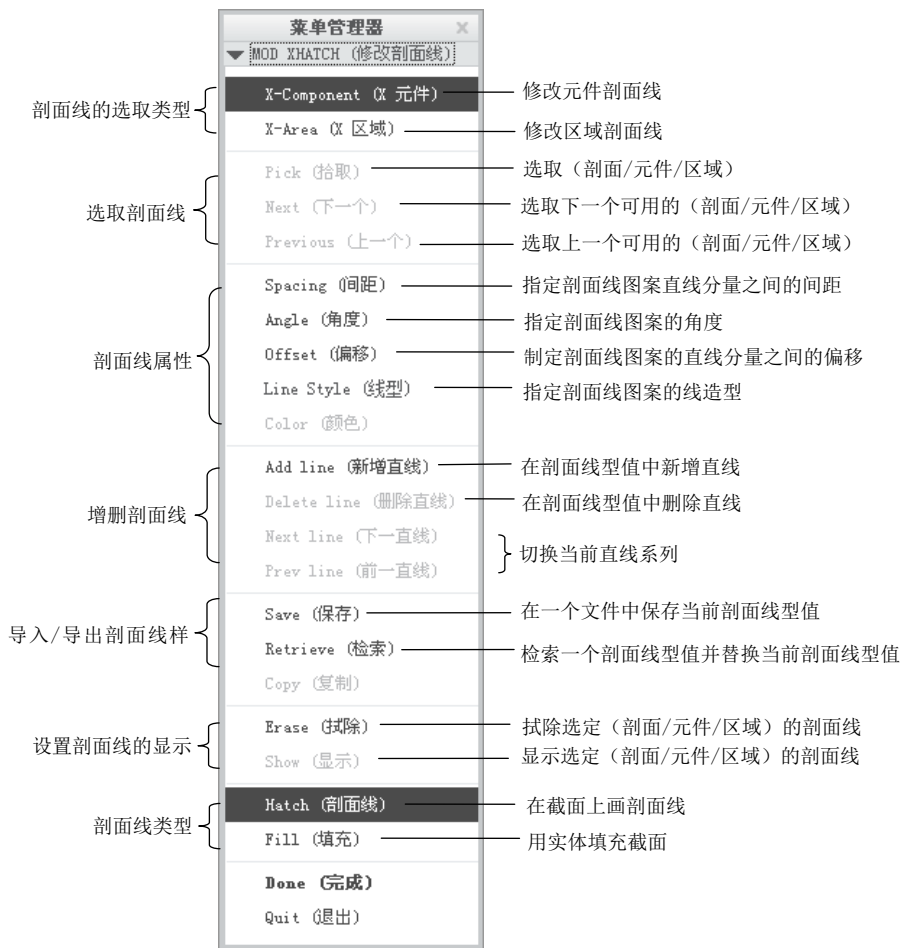 菜单管理器
MOD XHATCH (修改剖面线)
剖面线的选取类型
X-Component (X 元件)
修改元件剖面线
X-Area (X 区域)
修改区域剖面线
选取剖面线
Pick (拾取)
选取（剖面/元件/区域）
Next (下一个)
选取下一个可用的（剖面/元件/区域）
Previous (上一个)
选取上一个可用的（剖面/元件/区域）
剖面线属性
Spacing (间距)
指定剖面线图案直线分量之间的间距
Angle (角度)
指定剖面线图案的角度
Offset (偏移)
制定剖面线图案的直线分量之间的偏移
Line Style (线型)
指定剖面线图案的线造型
Color (颜色)
增删剖面线
Add line (新增直线)
在剖面线型值中新增直线
Delete line (删除直线)
在剖面线型值中删除直线
Next line (下一直线)
Prev line (前一直线)
切换当前直线系列
导入/导出剖面线样
Save (保存)
在一个文件中保存当前剖面线型值
Retrieve (检索)
检索一个剖面线型值并替换当前剖面线型值
Copy (复制)
设置剖面线的显示
Erase (拭除)
拭除选定（剖面/元件/区域）的剖面线
Show (显示)
显示选定（剖面/元件/区域）的剖面线
剖面线类型
Hatch (剖面线)
在截面上画剖面线
Fill (填充)
用实体填充截面
Done (完成)
Quit (退出)